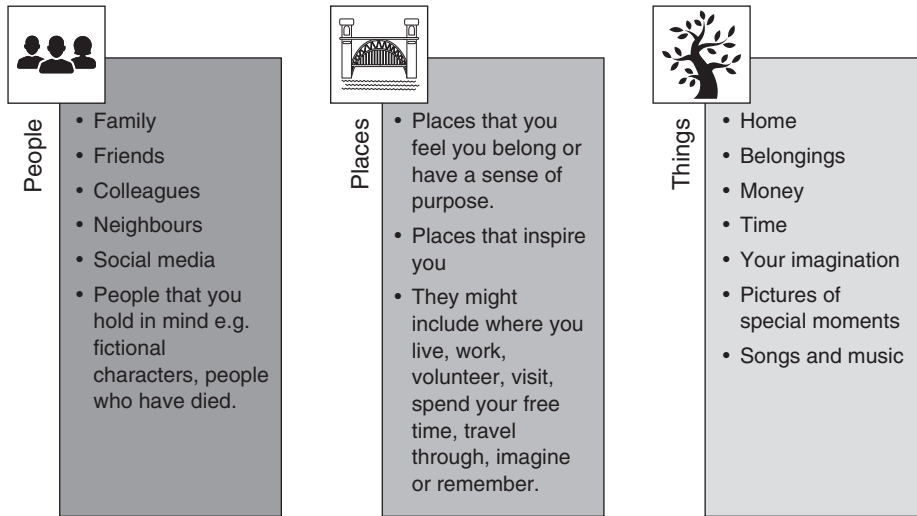 People
• Family
• Friends
• Colleagues
• Neighbours
• Social media
• People that you
hold in mind e.g.
fictional
characters, people
who have died.
Places
• Places that you
feel you belong or
have a sense of
purpose.
• Places that inspire
you
• They might
include where you
live, work,
volunteer, visit,
spend your free
time, travel
through, imagine
or remember.
Things
• Home
• Belongings
• Money
• Time
• Your imagination
• Pictures of
special moments
• Songs and music